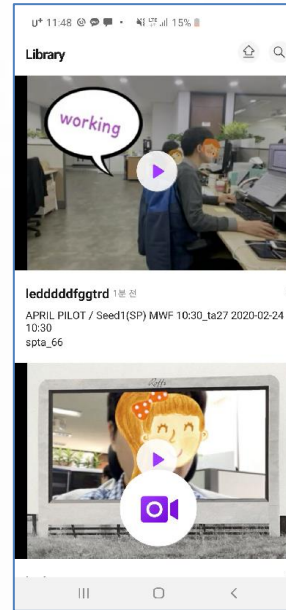 U+ 11:48
LTE 15%
Library
working
ledddddfggtrd 1분 전
APRIL PILOT / Seed1(SP) MWF 10:30_ta27 2020-02-24
10:30
spta_66